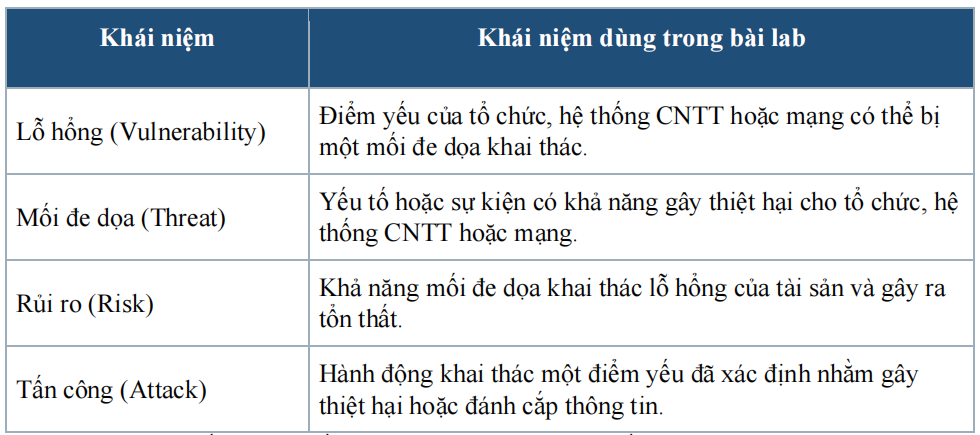 Khái niệm
Khái niệm dùng trong bài lab
Lỗ hổng (Vulnerability)
Điểm yếu của tổ chức, hệ thống CNTT hoặc mạng có thể bị
một mối đe dọa khai thác.
Mối đe dọa (Threat)
Yếu tố hoặc sự kiện có khả năng gây thiệt hại cho tổ chức, hệ
thống CNTT hoặc mạng.
Rủi ro (Risk)
Khả năng mối đe dọa khai thác lỗ hổng của tài sản và gây ra
tổn thất.
Tấn công (Attack)
Hành động khai thác một điểm yếu đã xác định nhằm gây
thiệt hại hoặc đánh cắp thông tin.